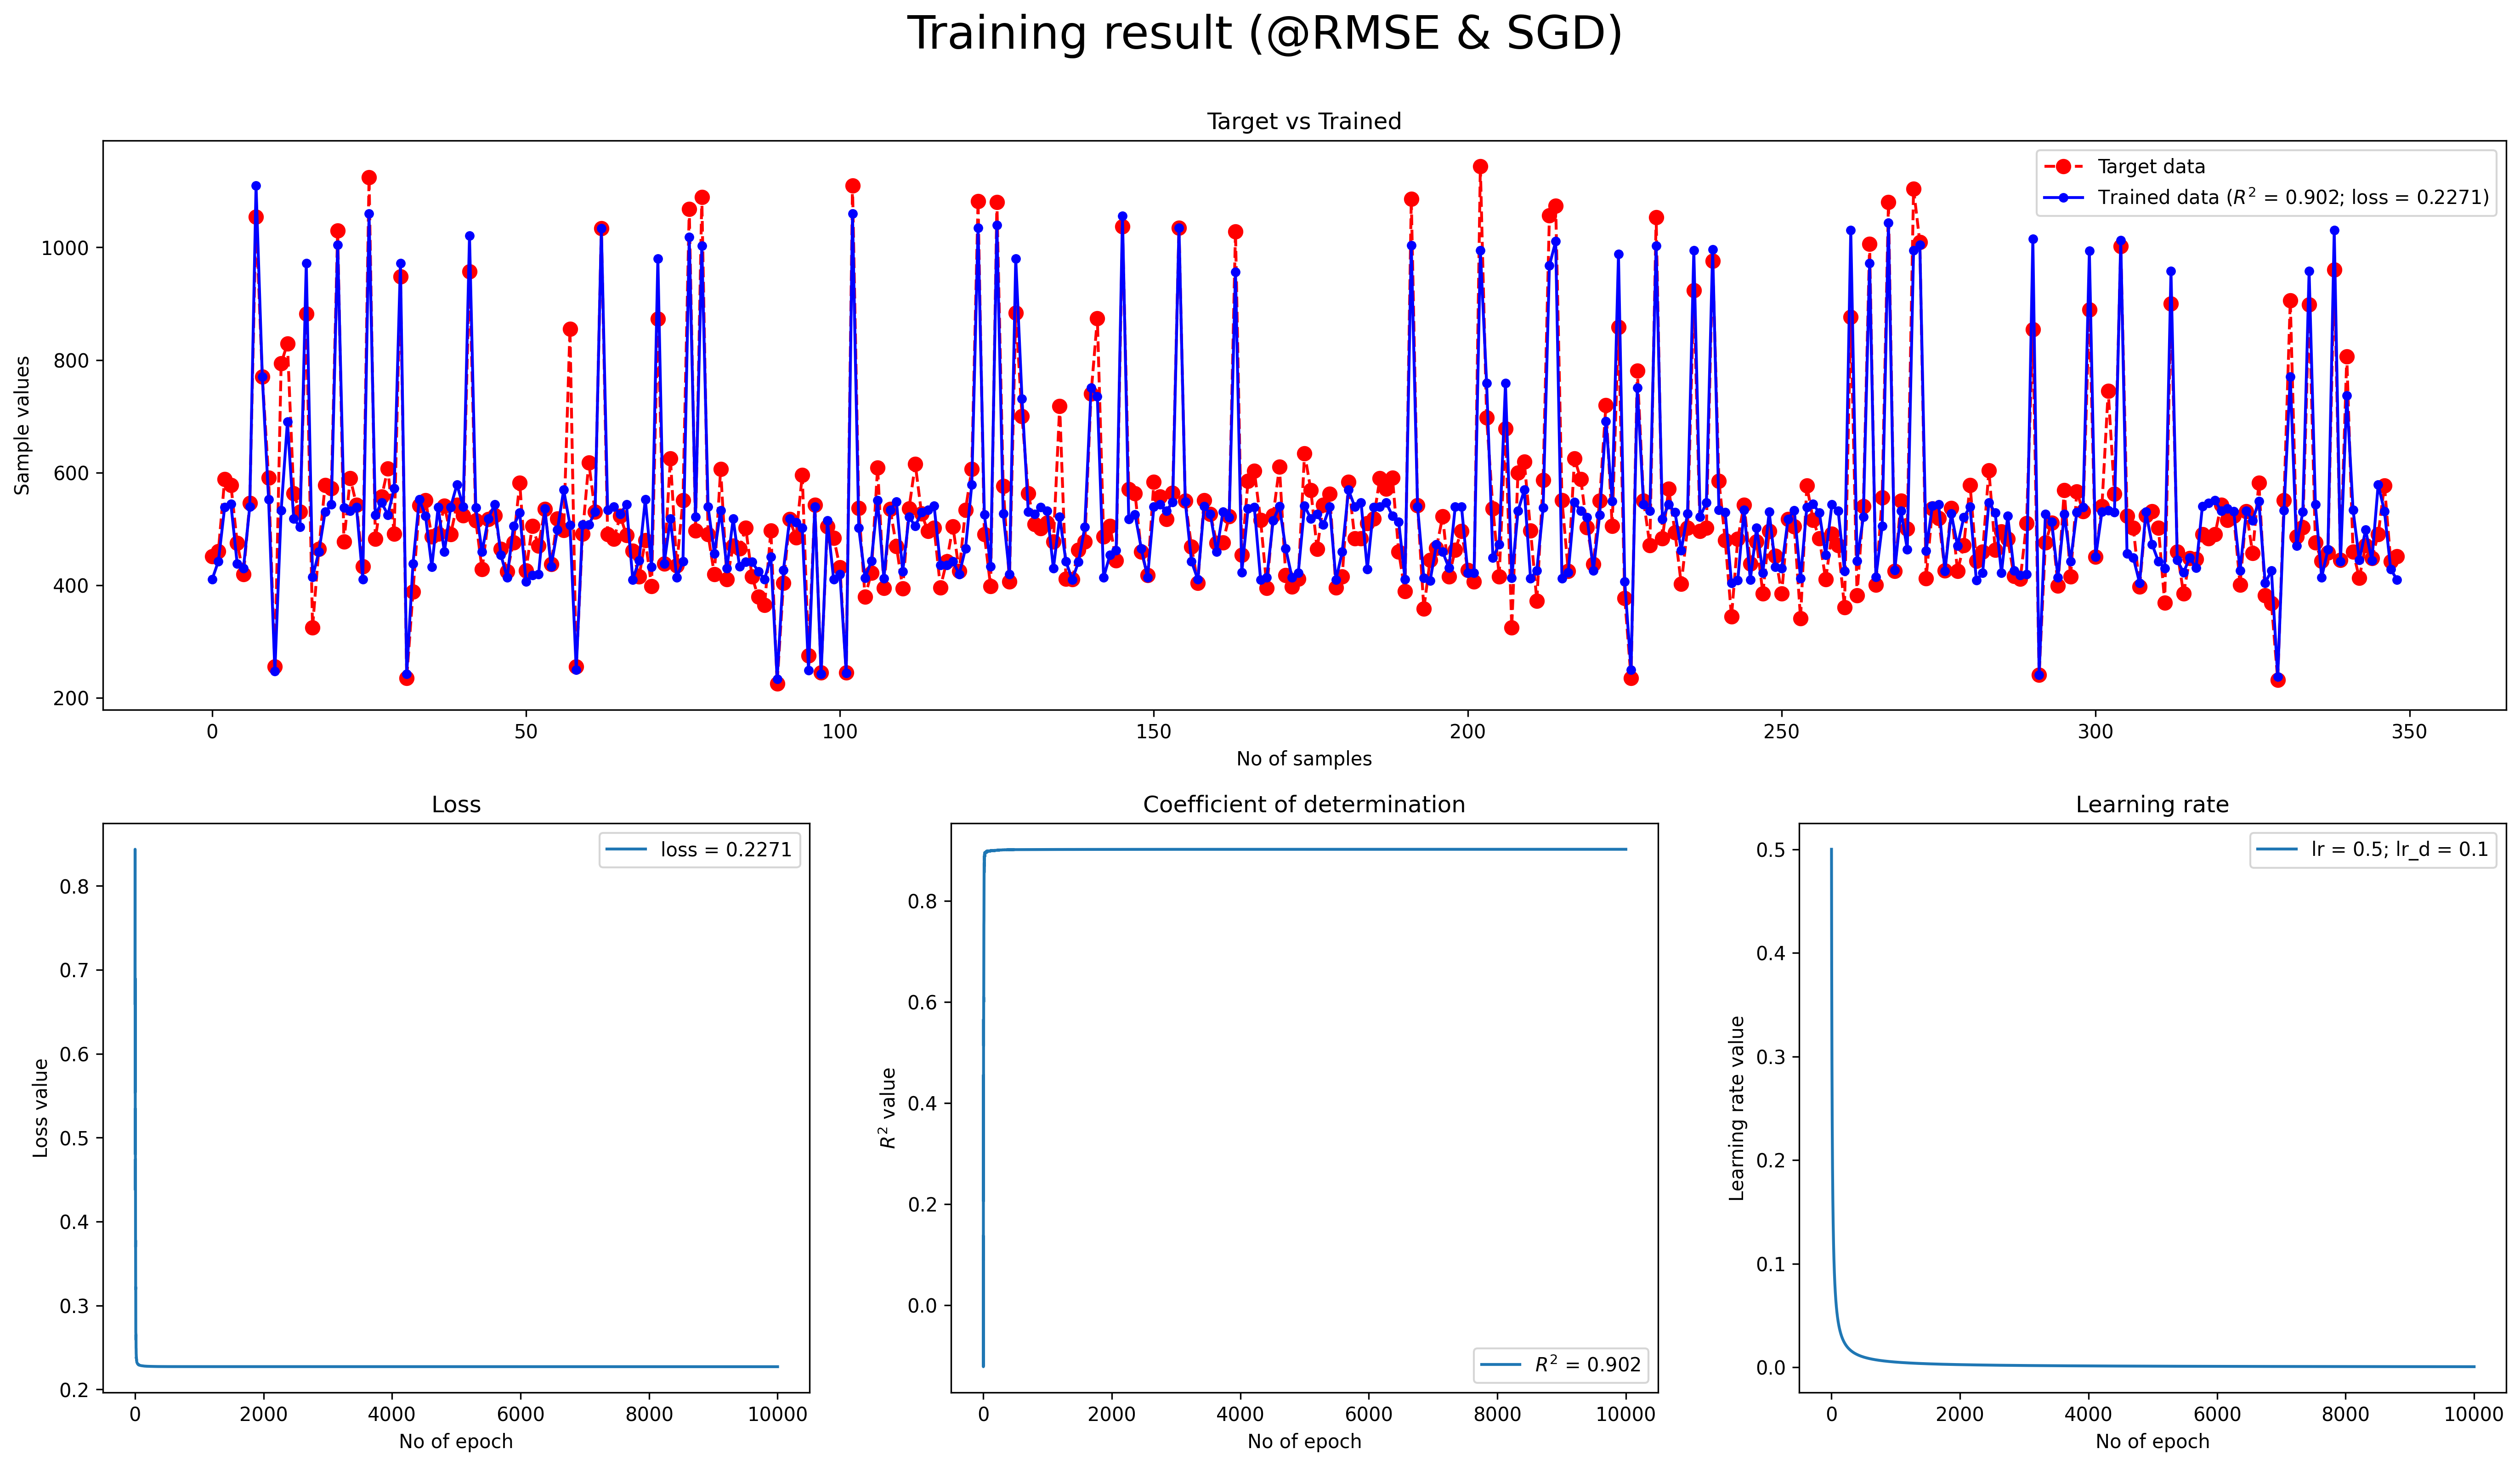 Training result (@RMSE & SGD)
Target vs Trained
Target data
Trained data (R² = 0.902; loss = 0.2271)
Sample values
1000
800
600
400
200
0 50 100 150 200 250 300 350
No of samples
Loss
loss = 0.2271
Loss value
0.8
0.7
0.6
0.5
0.4
0.3
0.2
0 2000 4000 6000 8000 10000
No of epoch
Coefficient of determination
R² value
0.8
0.6
0.4
0.2
0.0
R² = 0.902
0 2000 4000 6000 8000 10000
No of epoch
Learning rate
lr = 0.5; lr_d = 0.1
Learning rate value
0.5
0.4
0.3
0.2
0.1
0.0
0 2000 4000 6000 8000 10000
No of epoch